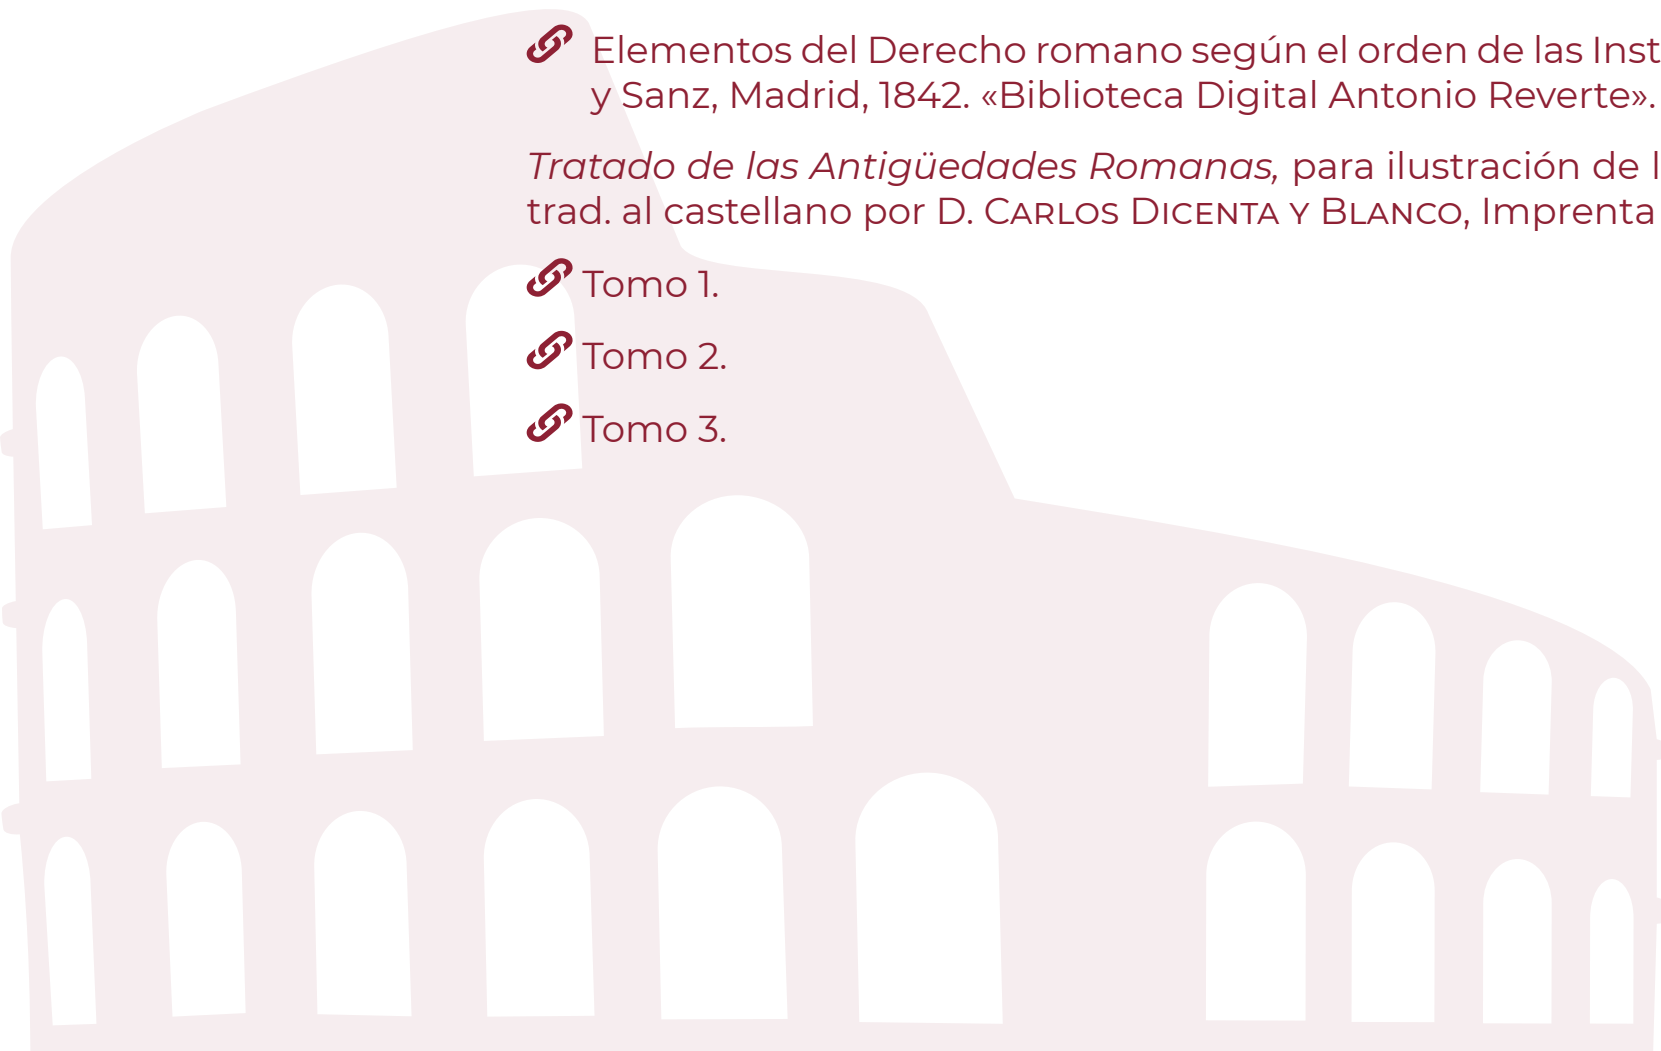 Elementos del Derecho romano según el orden de las Inst
y Sanz, Madrid, 1842. «Biblioteca Digital Antonio Reverte».
Tratado de las Antigüedades Romanas, para ilustración de l
trad. al castellano por D. CARLOS DICENTA Y BLANCO, Imprenta
Tomo 1.
Tomo 2.
Tomo 3.